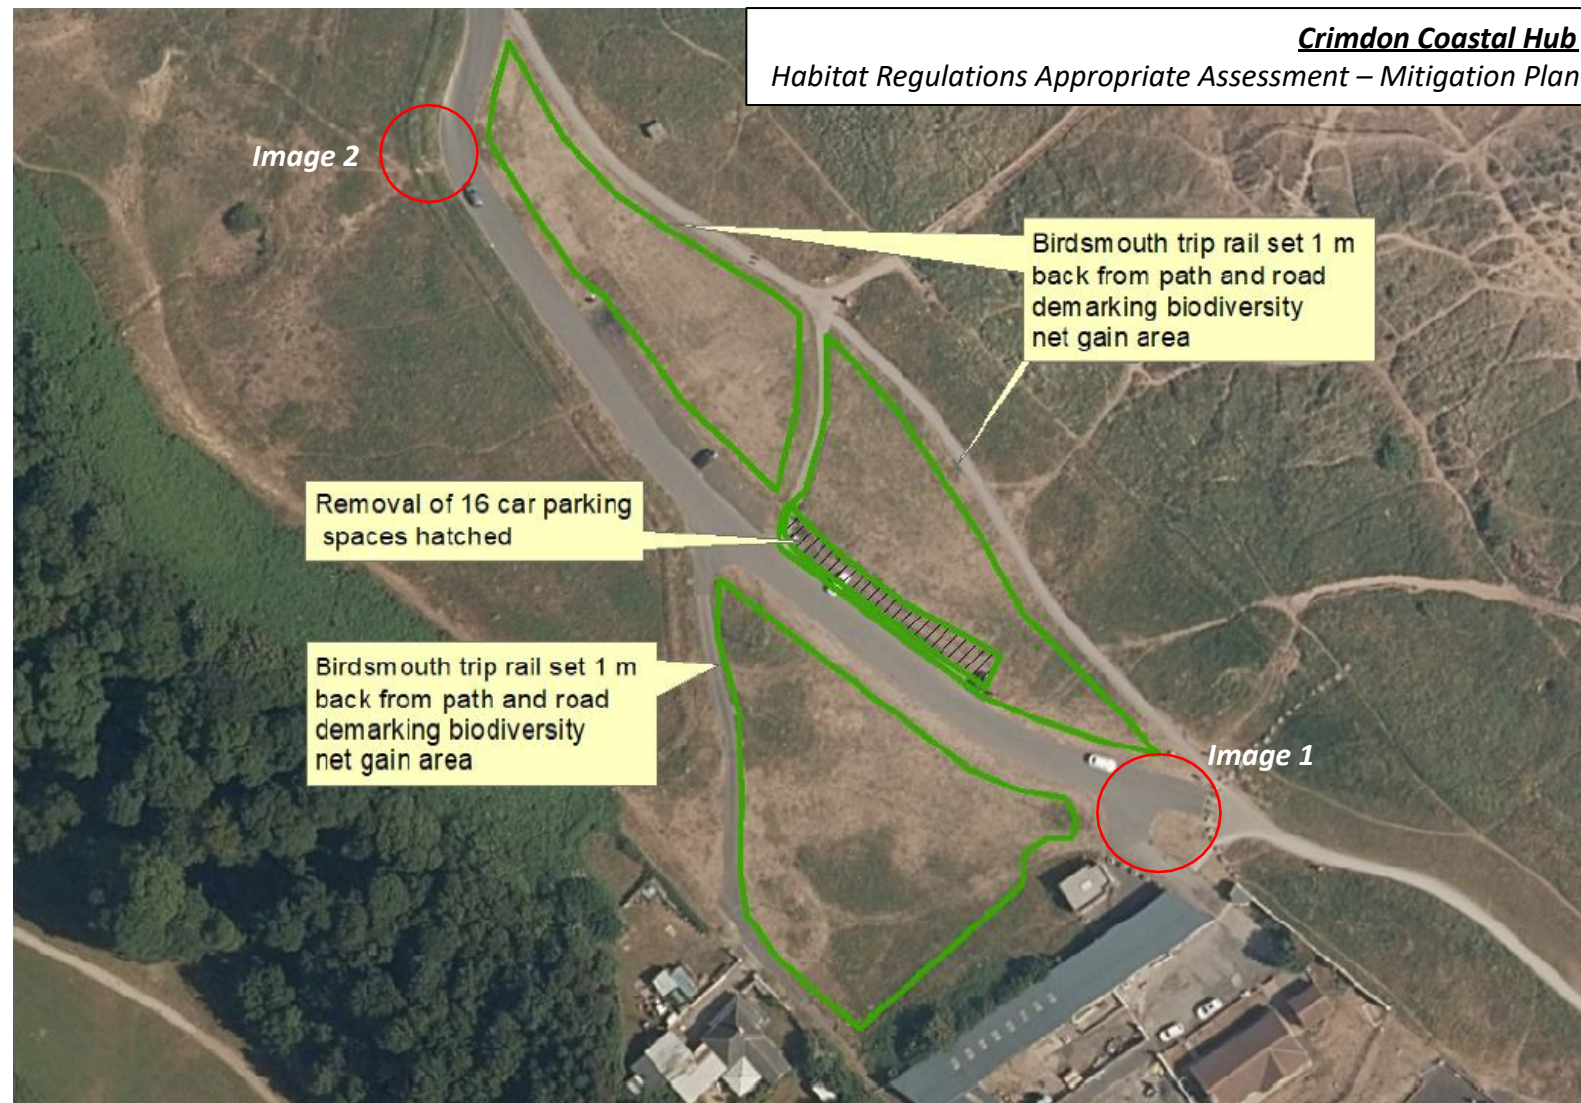 Crimdon Coastal Hub
Habitat Regulations Appropriate Assessment – Mitigation Plan
Image 2
Birdsmouth trip rail set 1 m
back from path and road
demarking biodiversity
net gain area
Removal of 16 car parking
spaces hatched
Birdsmouth trip rail set 1 m
back from path and road
demarking biodiversity
net gain area
Image 1